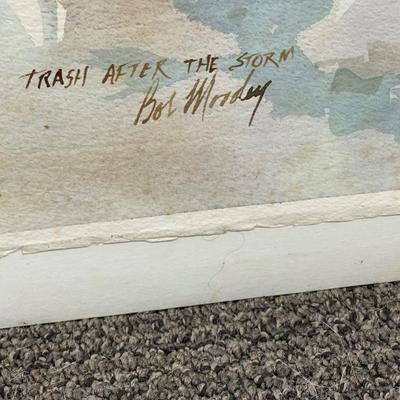 TRASH AFTER THE STORM
Bob Moodey